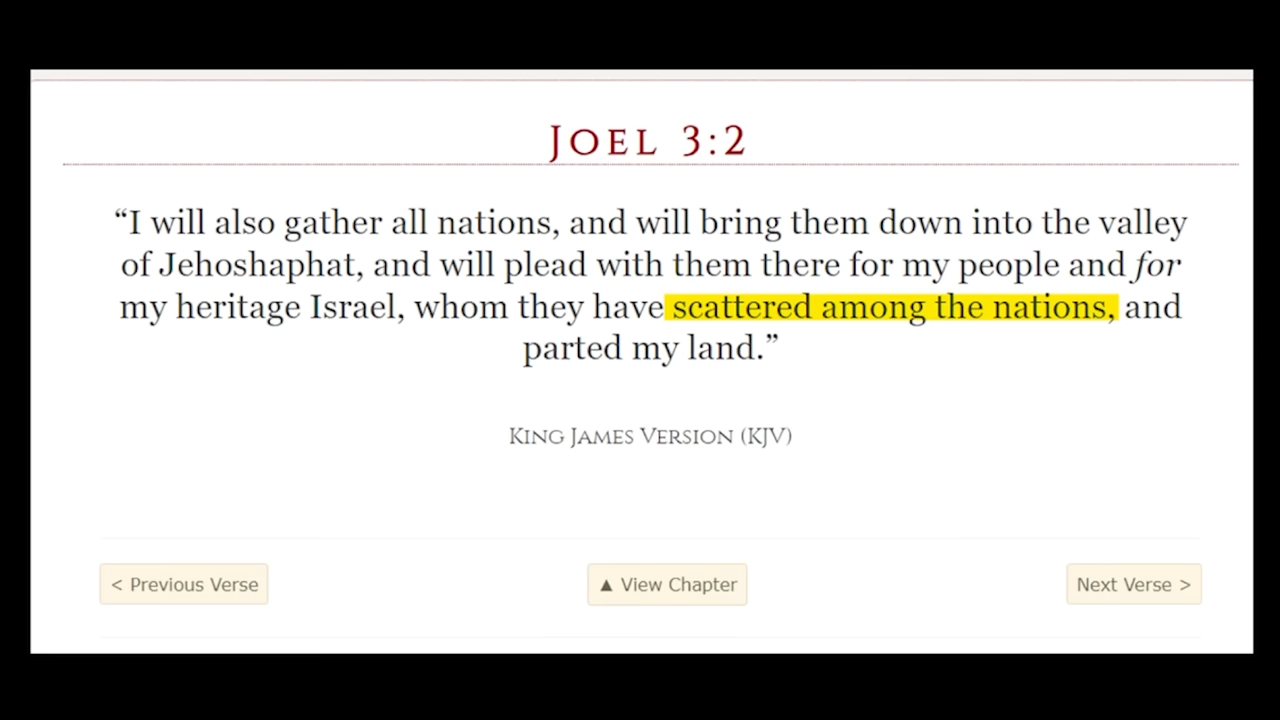 JOEL 3:2
“I will also gather all nations, and will bring them down into the valley
of Jehoshaphat, and will plead with them there for my people and for
my heritage Israel, whom they have scattered among the nations, and
parted my land.”
KING JAMES VERSION (KJV)
< Previous Verse
▲ View Chapter
Next Verse >